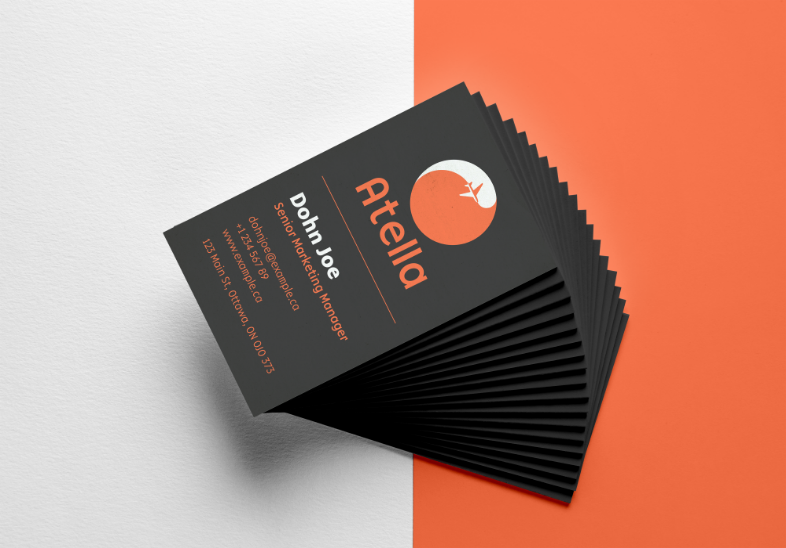 Atella
Dohn Joe
Senior Marketing Manager
dohnjoe@example.ca
+1 234 567 89
www.example.ca
123 Main St, Ottawa, ON 0J0 373